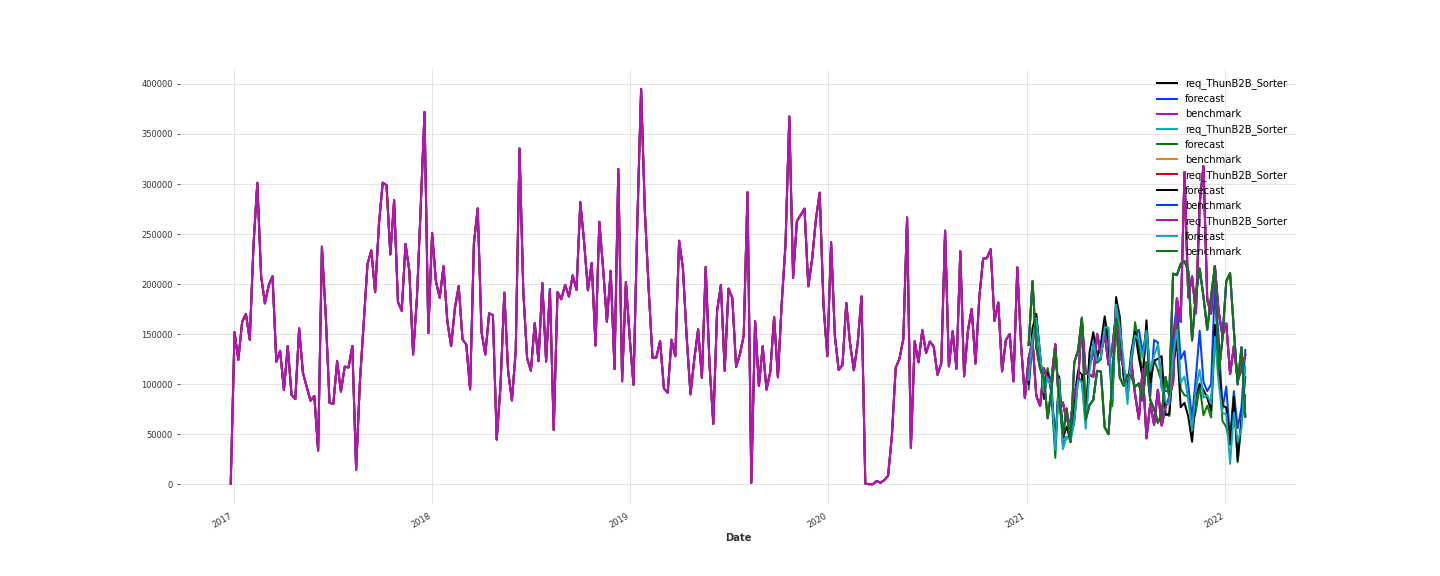 400000
350000
300000
250000
200000
150000
100000
50000
0
req_ThunB2B_Sorter
forecast
benchmark
req_ThunB2B_Sorter
forecast
benchmark
req_ThunB2B_Sorter
forecast
benchmark
req_ThunB2B_Sorter
forecast
benchmark
2017
2018
2019
2020
2021
2022
Date